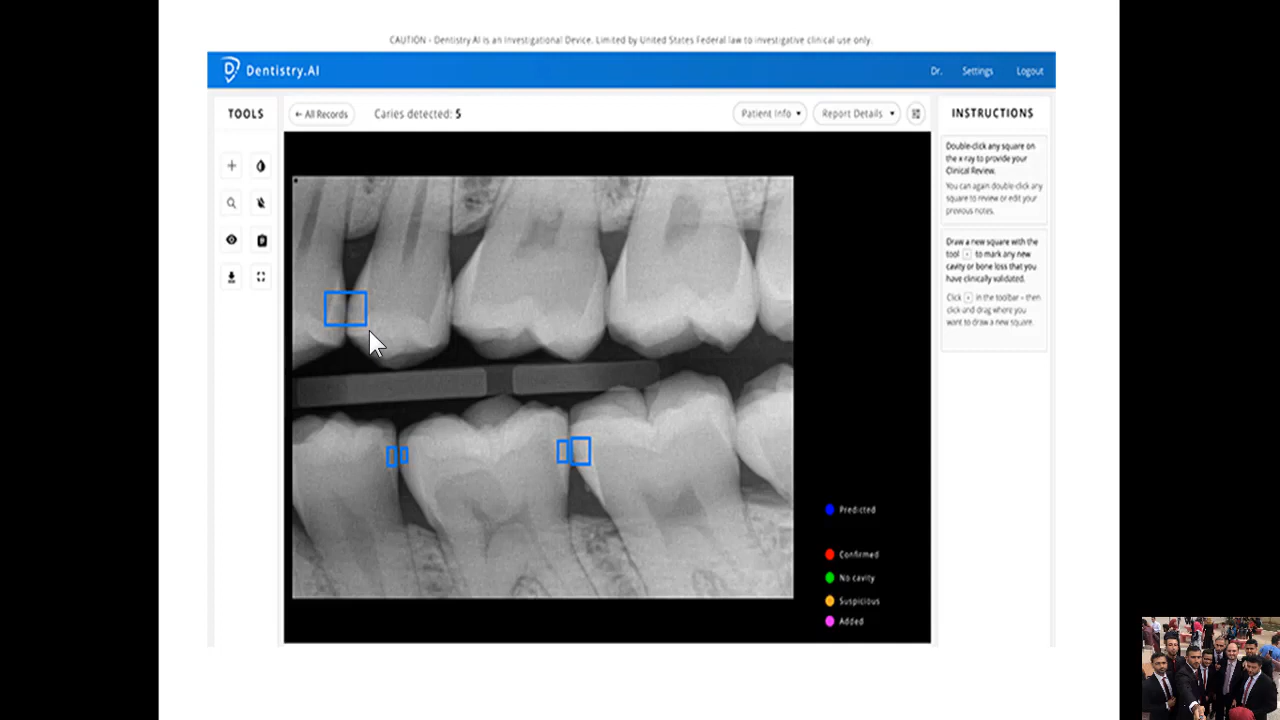 CAUTION - Dentistry.AI is an Investigational Device. Limited by United States Federal law to investigative clinical use only.
D Dentistry.AI
Dr. Settings Logout
TOOLS
← All Records
Caries detected: 5
Patient Info
Report Details
INSTRUCTIONS
Double-click any square on
the x ray to provide your
Clinical Review.
You can again double click any
square to review or edit your
previous notes.
Draw a new square with the
tool + to mark any new
cavity or bone loss that you
have clinically validated.
Click + in the toolbar - then
click and drag where you
want to draw a new square.
Predicted
Confirmed
No cavity
Suspicious
Added